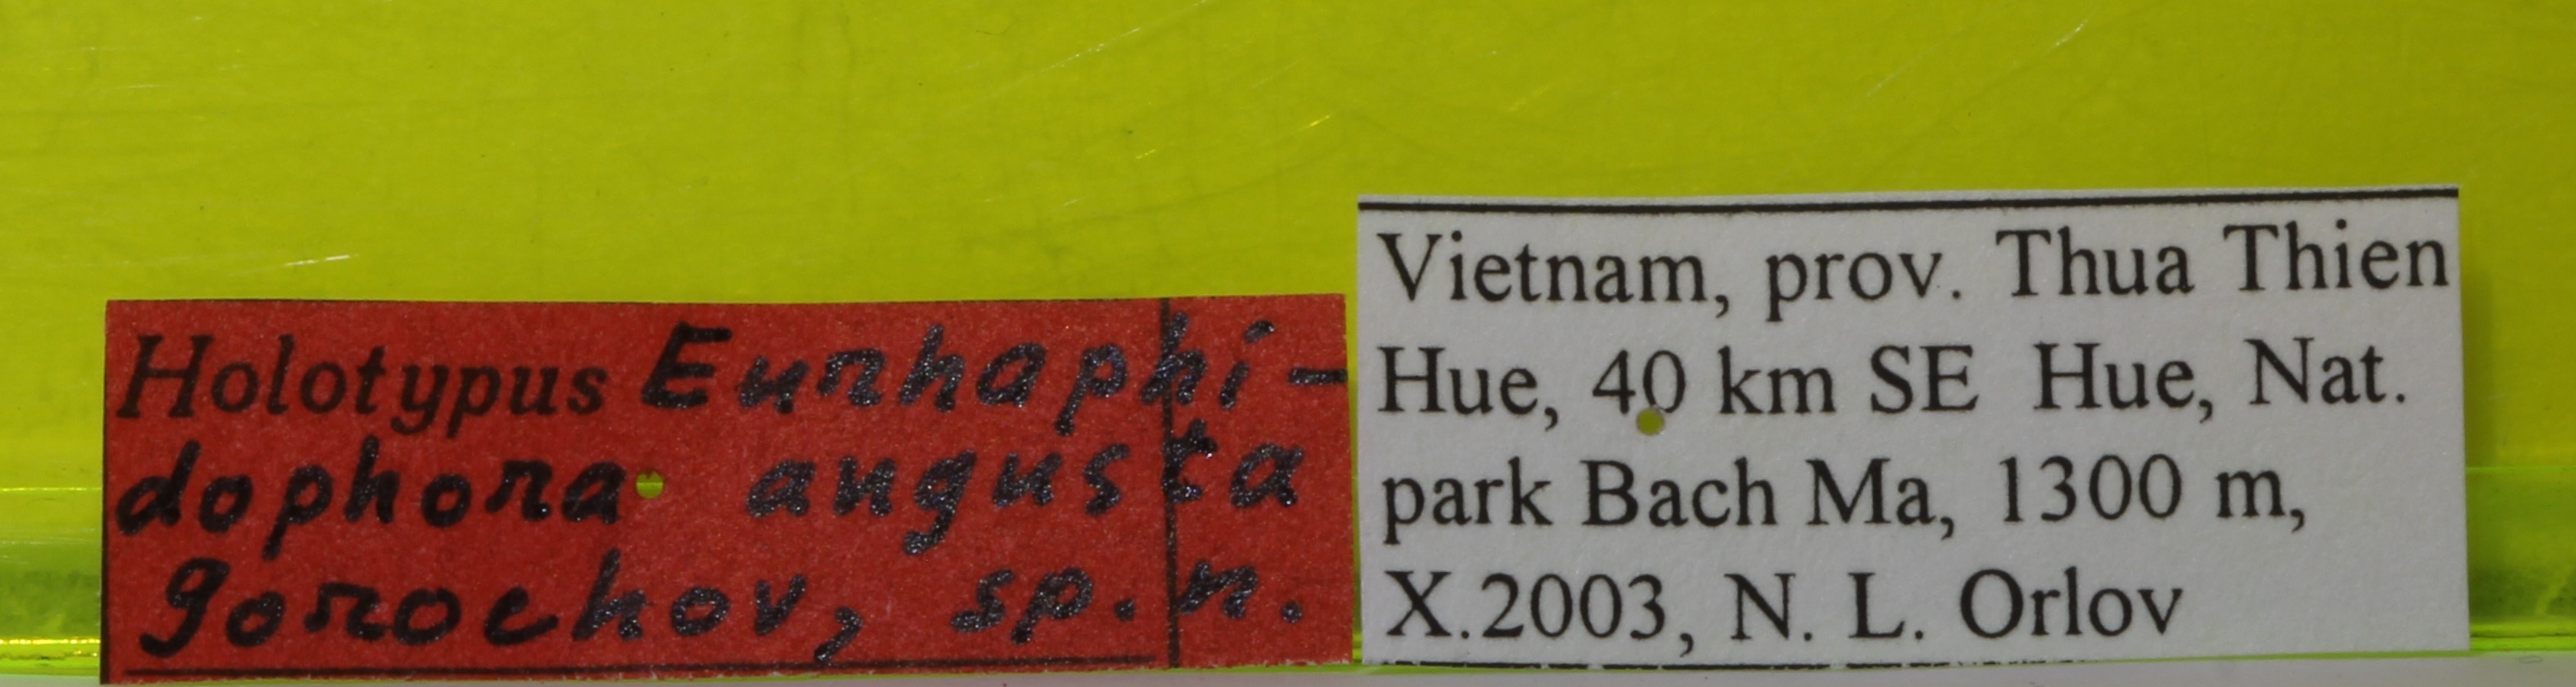 Holotypus Eurhaphi-
dophora augusta
gorochov, sp. n.
Vietnam, prov. Thua Thien
Hue, 40 km SE Hue, Nat.
park Bach Ma, 1300 m,
X.2003, N. L. Orlov